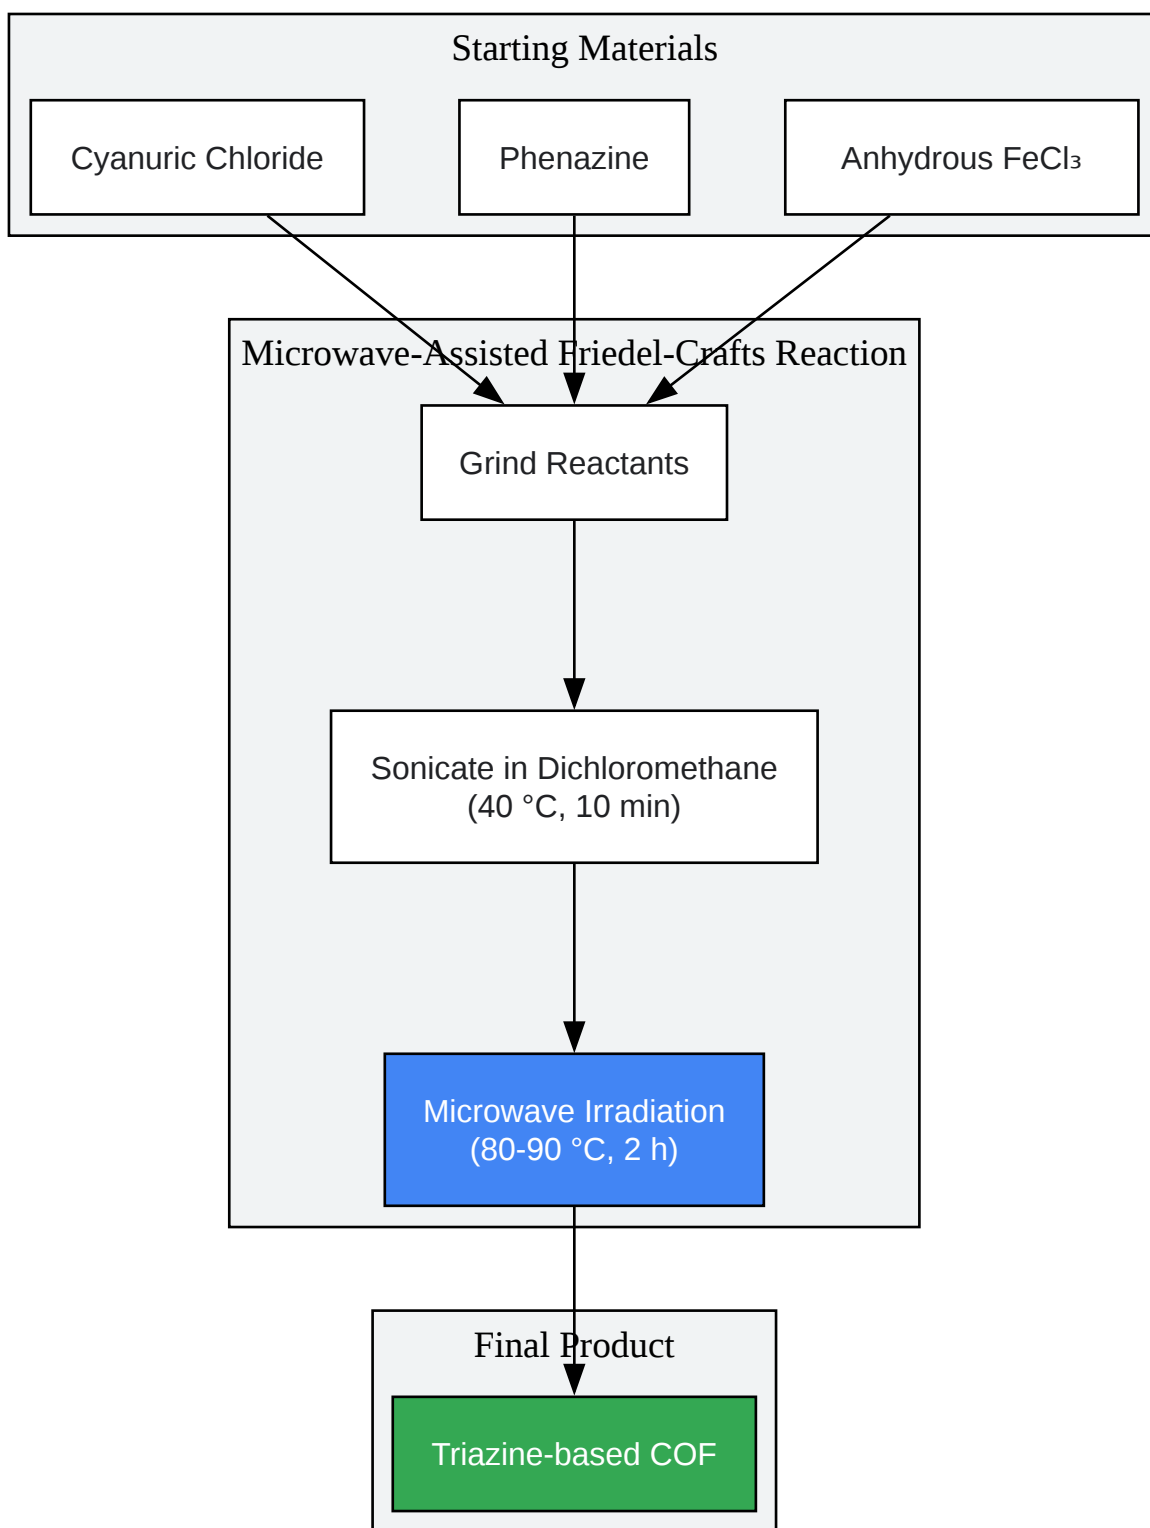 Starting Materials
Cyanuric Chloride
Phenazine
Anhydrous FeCl₃
Microwave-Assisted Friedel-Crafts Reaction
Grind Reactants
Sonicate in Dichloromethane
(40 °C, 10 min)
Microwave Irradiation
(80-90 °C, 2 h)
Final Product
Triazine-based COF